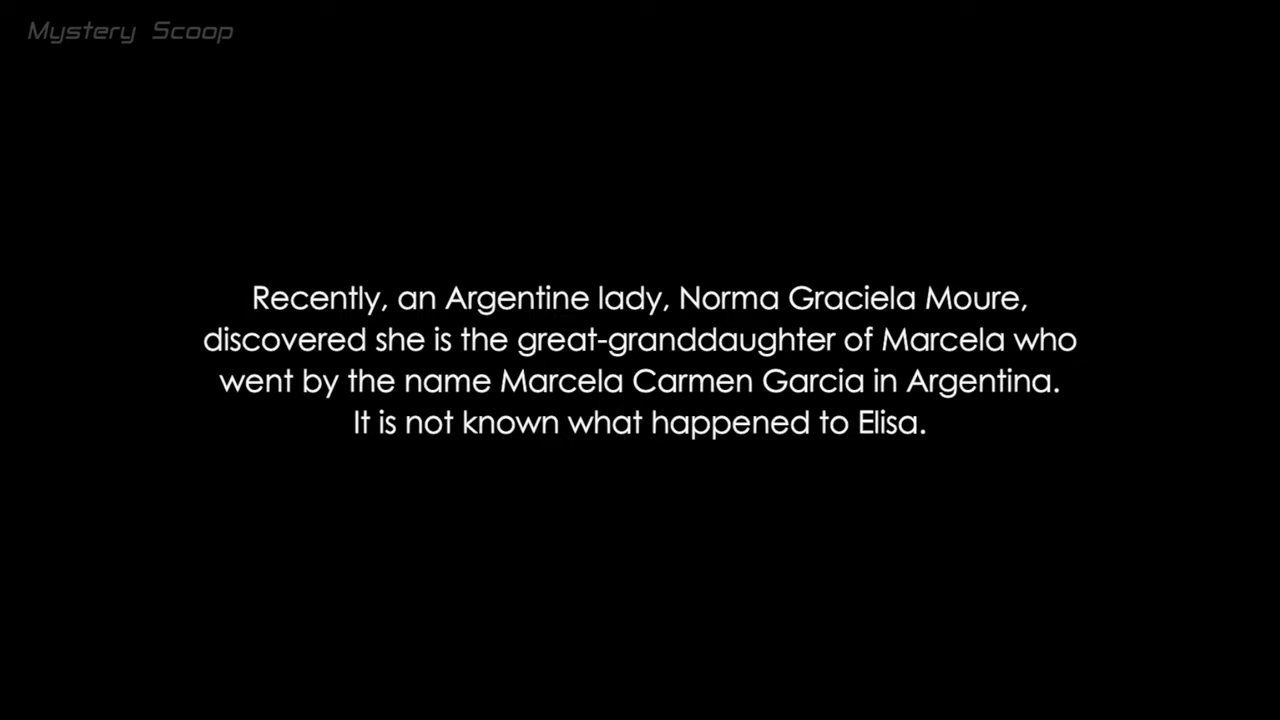 Mystery Scoop
Recently, an Argentine lady, Norma Graciela Moure,
discovered she is the great-granddaughter of Marcela who
went by the name Marcela Carmen Garcia in Argentina.
It is not known what happened to Elisa.